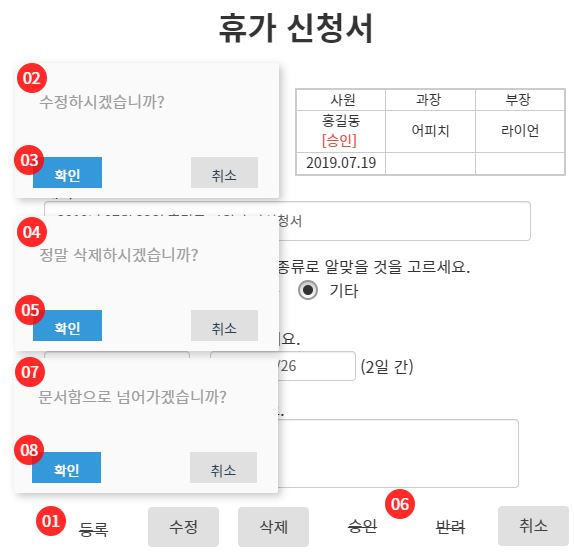 휴가 신청서
02
수정하시겠습니까?
03
확인
취소
사원
과장
부장
홍길동
[승인]
어피치
라이언
2019.07.19
신청서
04
정말 삭제하시겠습니까?
종류로 알맞을 것을 고르세요.
05
확인
취소
기타
요.
07
/26
(2일 간)
문서함으로 넘어가겠습니까?
08
확인
취소
01
등록
수정
삭제
승인
06
반려
취소